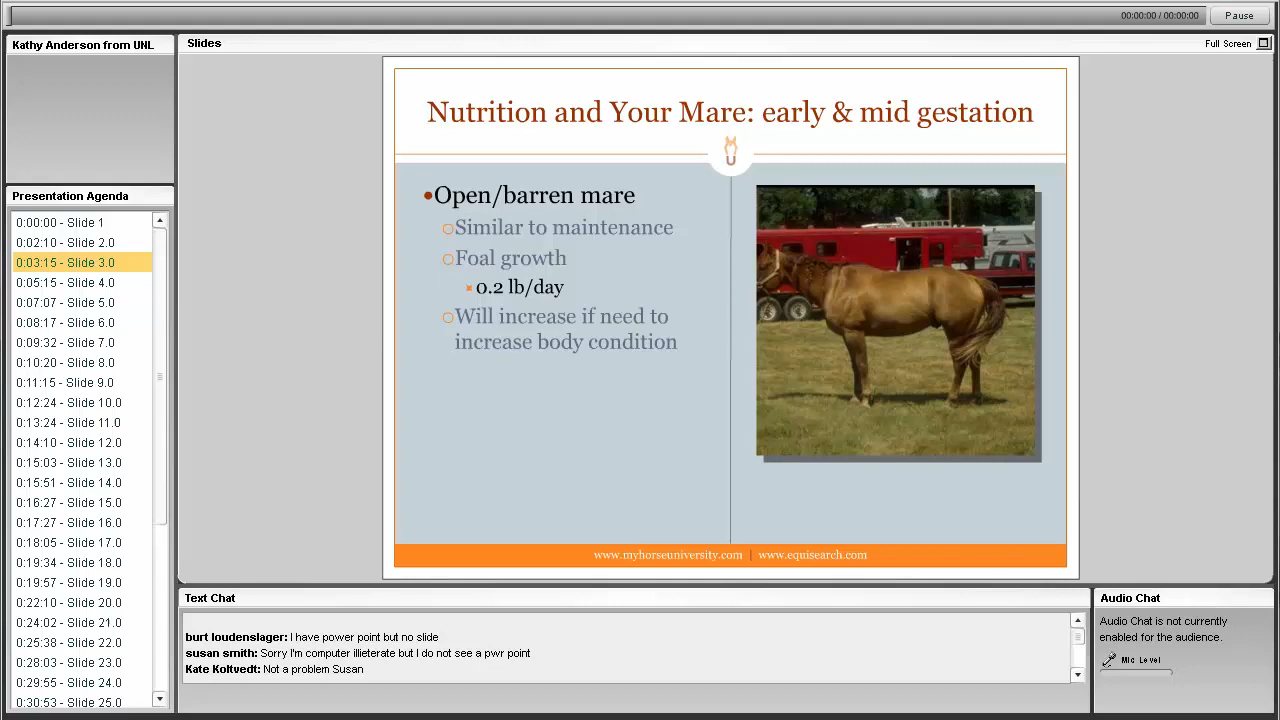 00:00:00 / 00:00:00
Pause
Kathy Anderson from UNL
Slides
Full Screen
Nutrition and Your Mare: early & mid gestation
Open/barren mare
Similar to maintenance
Foal growth
0.2 lb/day
Will increase if need to
increase body condition
www.myhorseuniversity.com | www.equisearch.com
Presentation Agenda
0:00:00 - Slide 1
0:02:10 - Slide 2.0
0:03:15 - Slide 3.0
0:05:15 - Slide 4.0
0:07:07 - Slide 5.0
0:08:17 - Slide 6.0
0:09:32 - Slide 7.0
0:10:20 - Slide 8.0
0:11:15 - Slide 9.0
0:12:24 - Slide 10.0
0:13:24 - Slide 11.0
0:14:10 - Slide 12.0
0:15:03 - Slide 13.0
0:15:51 - Slide 14.0
0:16:27 - Slide 15.0
0:17:27 - Slide 16.0
0:18:05 - Slide 17.0
0:19:34 - Slide 18.0
0:19:57 - Slide 19.0
0:22:10 - Slide 20.0
0:24:02 - Slide 21.0
0:25:38 - Slide 22.0
0:28:03 - Slide 23.0
0:29:55 - Slide 24.0
0:30:53 - Slide 25.0
Text Chat
burt loudenslager: I have power point but no slide
susan smith: Sorry I'm computer illieterate but I do not see a pwr point
Kate Koltvedt: Not a problem Susan
Audio Chat
Audio Chat is not currently
enabled for the audience.
Mic Level